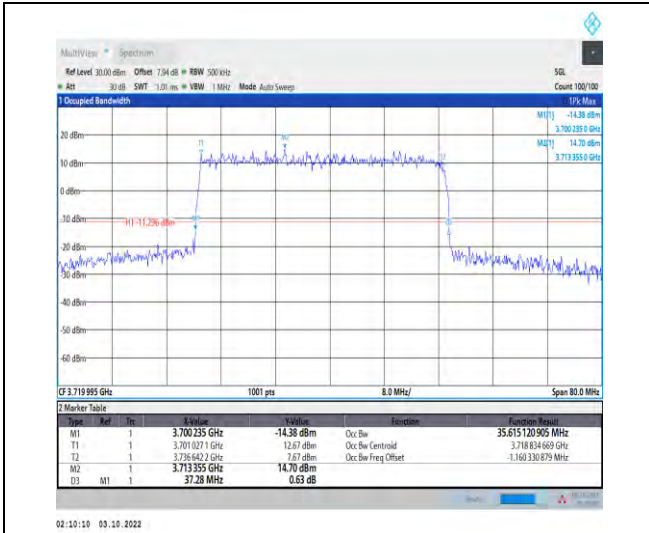 MultiView Spectrum
Ref Level 30.00 dBm Offset 7.94 dB RBW 500 kHz SGL
Att 30 dB SWT 1.01 ms VBW 1 MHz Mode Auto Sweep Count 100/100
1 Occupied Bandwidth 1Pk Max
M1[1] -14.38 dBm
3.700 235 0 GHz
M2[1] 14.70 dBm
3.713 355 0 GHz
20 dBm
T1 M2 T2
10 dBm
0 dBm
-10 dBm
H1 -11.296 dBm
-20 dBm
-30 dBm
-40 dBm
-50 dBm
-60 dBm
CF 3.719 995 GHz 1001 pts 8.0 MHz/ Span 80.0 MHz
2 Marker Table
Type Ref Trc X-Value Y-Value Function Function Result
M1 1 3.700 235 GHz -14.38 dBm Occ Bw 35.615 120 905 MHz
T1 1 3.701 027 1 GHz 12.67 dBm Occ Bw Centroid 3.718 834 669 GHz
T2 1 3.736 642 2 GHz 7.67 dBm Occ Bw Freq Offset -1.160 330 879 MHz
M2 1 3.713 355 GHz 14.70 dBm
D3 M1 1 37.28 MHz 0.63 dB
02:10:10 03.10.2022